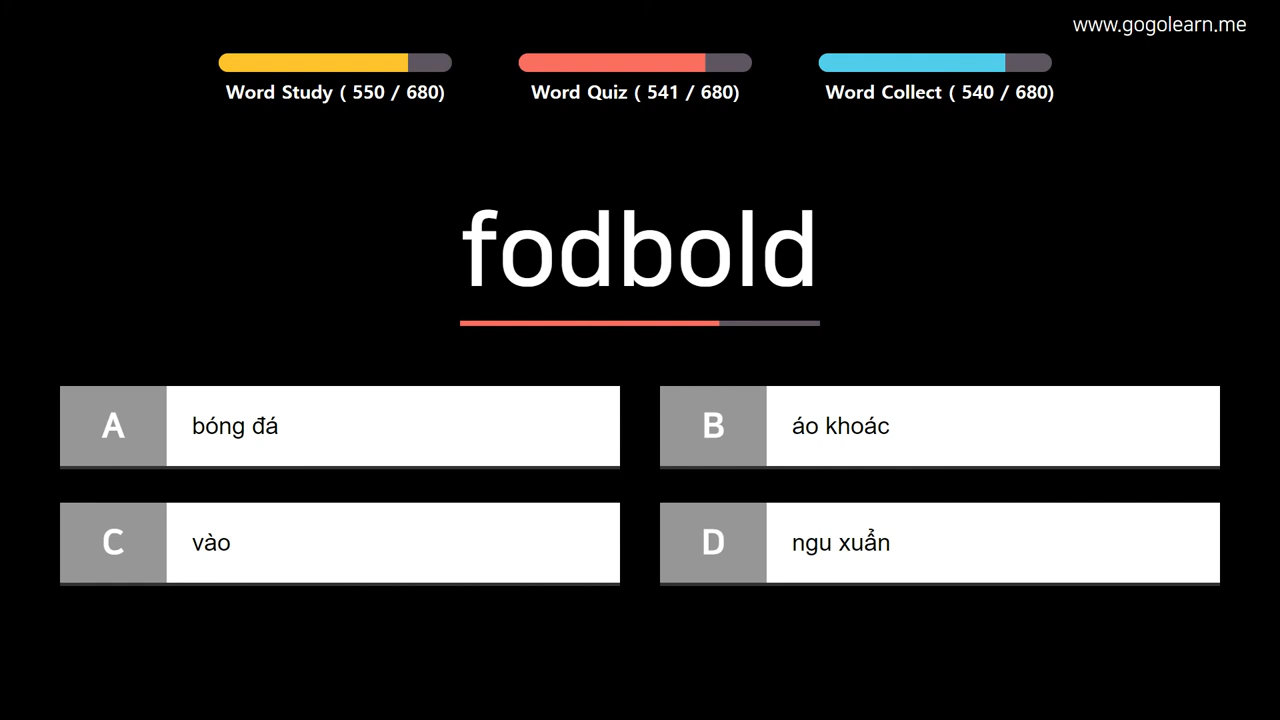 www.gogolearn.me
Word Study ( 550 / 680)
Word Quiz ( 541 / 680)
Word Collect ( 540 / 680)
fodbold
A bóng đá
B áo khoác
C vào
D ngu xuẩn